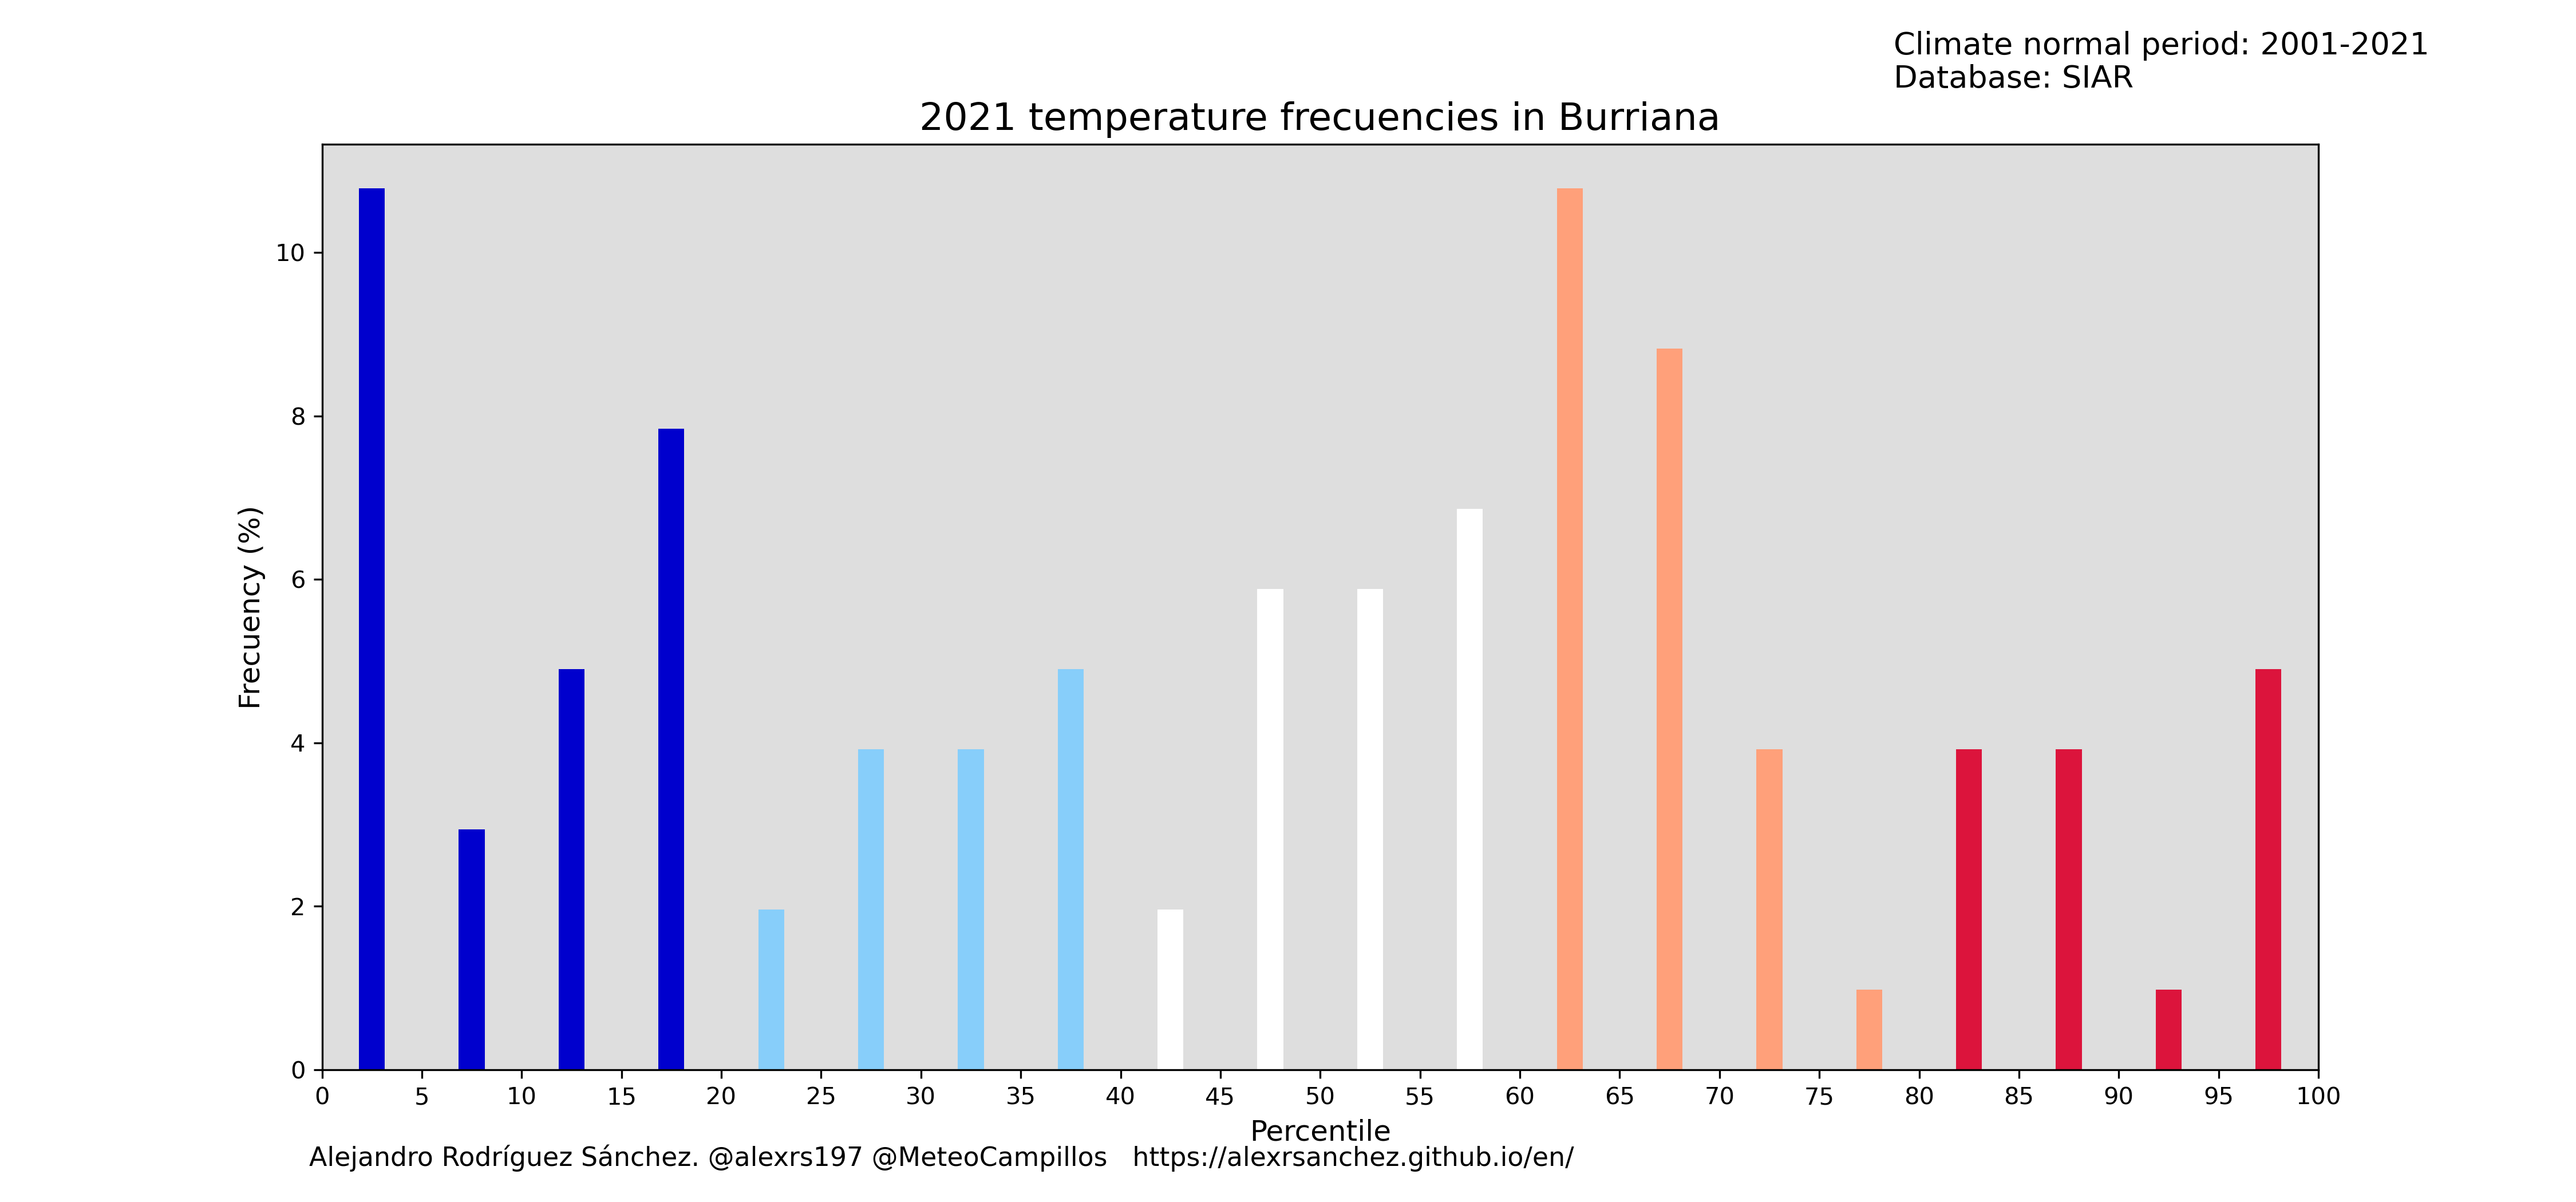 Climate normal period: 2001-2021
Database: SIAR
2021 temperature frecuencies in Burriana
Frecuency (%)
10
8
6
4
2
0
0 5 10 15 20 25 30 35 40 45 50 55 60 65 70 75 80 85 90 95 100
Percentile
Alejandro Rodríguez Sánchez. @alexrs197 @MeteoCampillos   https://alexrsanchez.github.io/en/